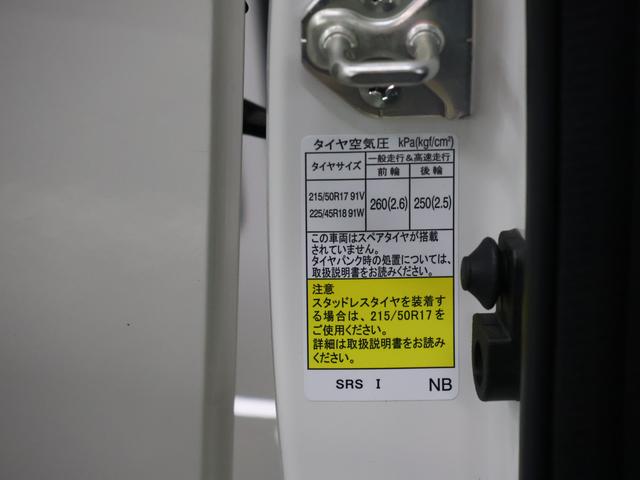 タイヤ空気圧 kPa(kgf/cm²)
タイヤサイズ 一般走行&高速走行
前輪 後輪
215/50R17 91V
225/45R18 91W
260(2.6) 250(2.5)
この車両はスペアタイヤが搭載
されていません。
タイヤパンク時の処置については、
取扱説明書をお読みください。
注意
スタッドレスタイヤを装着す
る場合は、215/50R17を
ご使用ください。
詳細は取扱説明書をお読み
ください。
SRS I NB